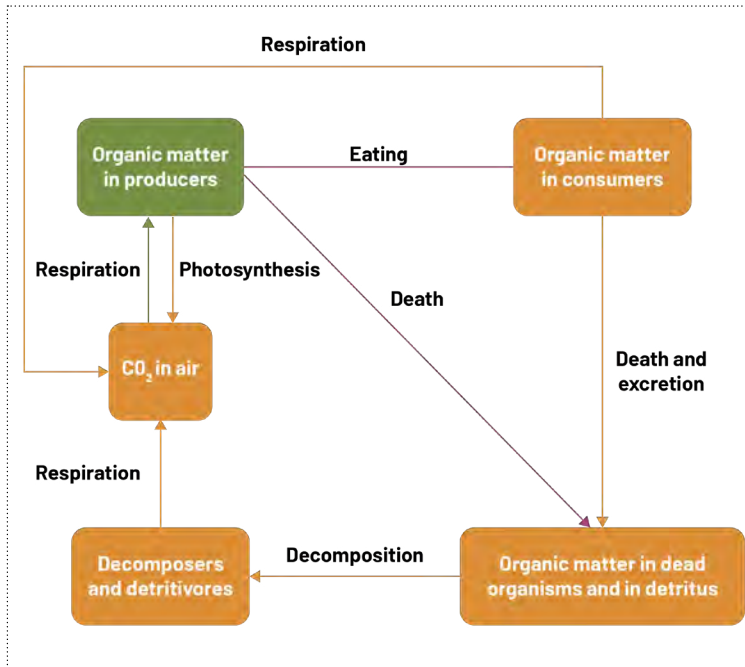 Respiration
Organic matter
in producers
Eating
Organic matter
in consumers
Respiration
Photosynthesis
Death
CO₂ in air
Death and
excretion
Respiration
Decomposers
and detritivores
Decomposition
Organic matter in dead
organisms and in detritus